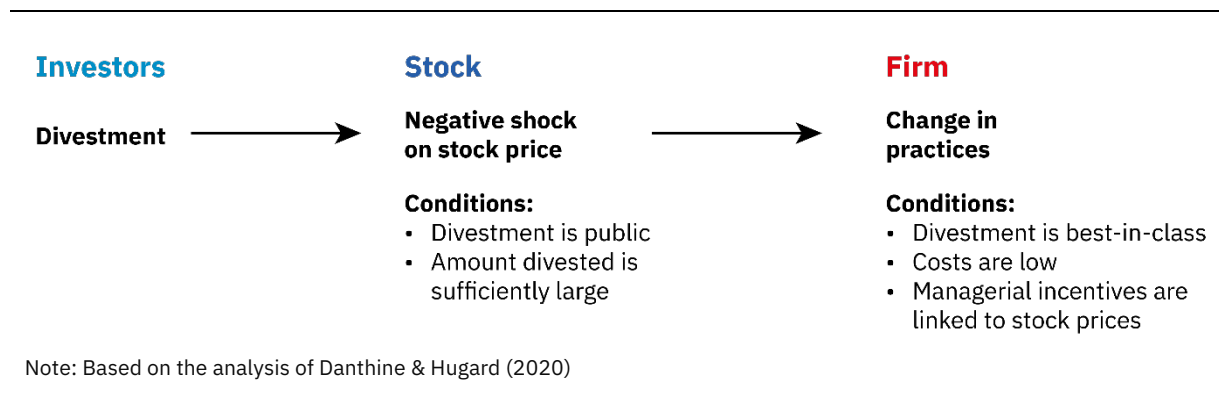 Investors
Divestment
Stock
Negative shock
on stock price
Conditions:
• Divestment is public
• Amount divested is
sufficiently large
Firm
Change in
practices
Conditions:
• Divestment is best-in-class
• Costs are low
• Managerial incentives are
linked to stock prices
Note: Based on the analysis of Danthine & Hugard (2020)